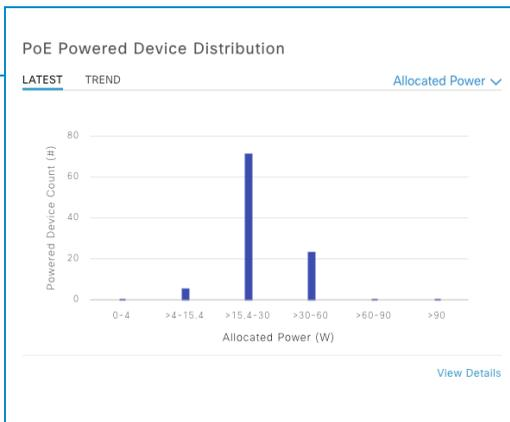 PoE Powered Device Distribution
LATEST TREND Allocated Power
Powered Device Count (#)
80
60
40
20
0
0-4 >4-15.4 >15.4-30 >30-60 >60-90 >90
Allocated Power (W)
View Details